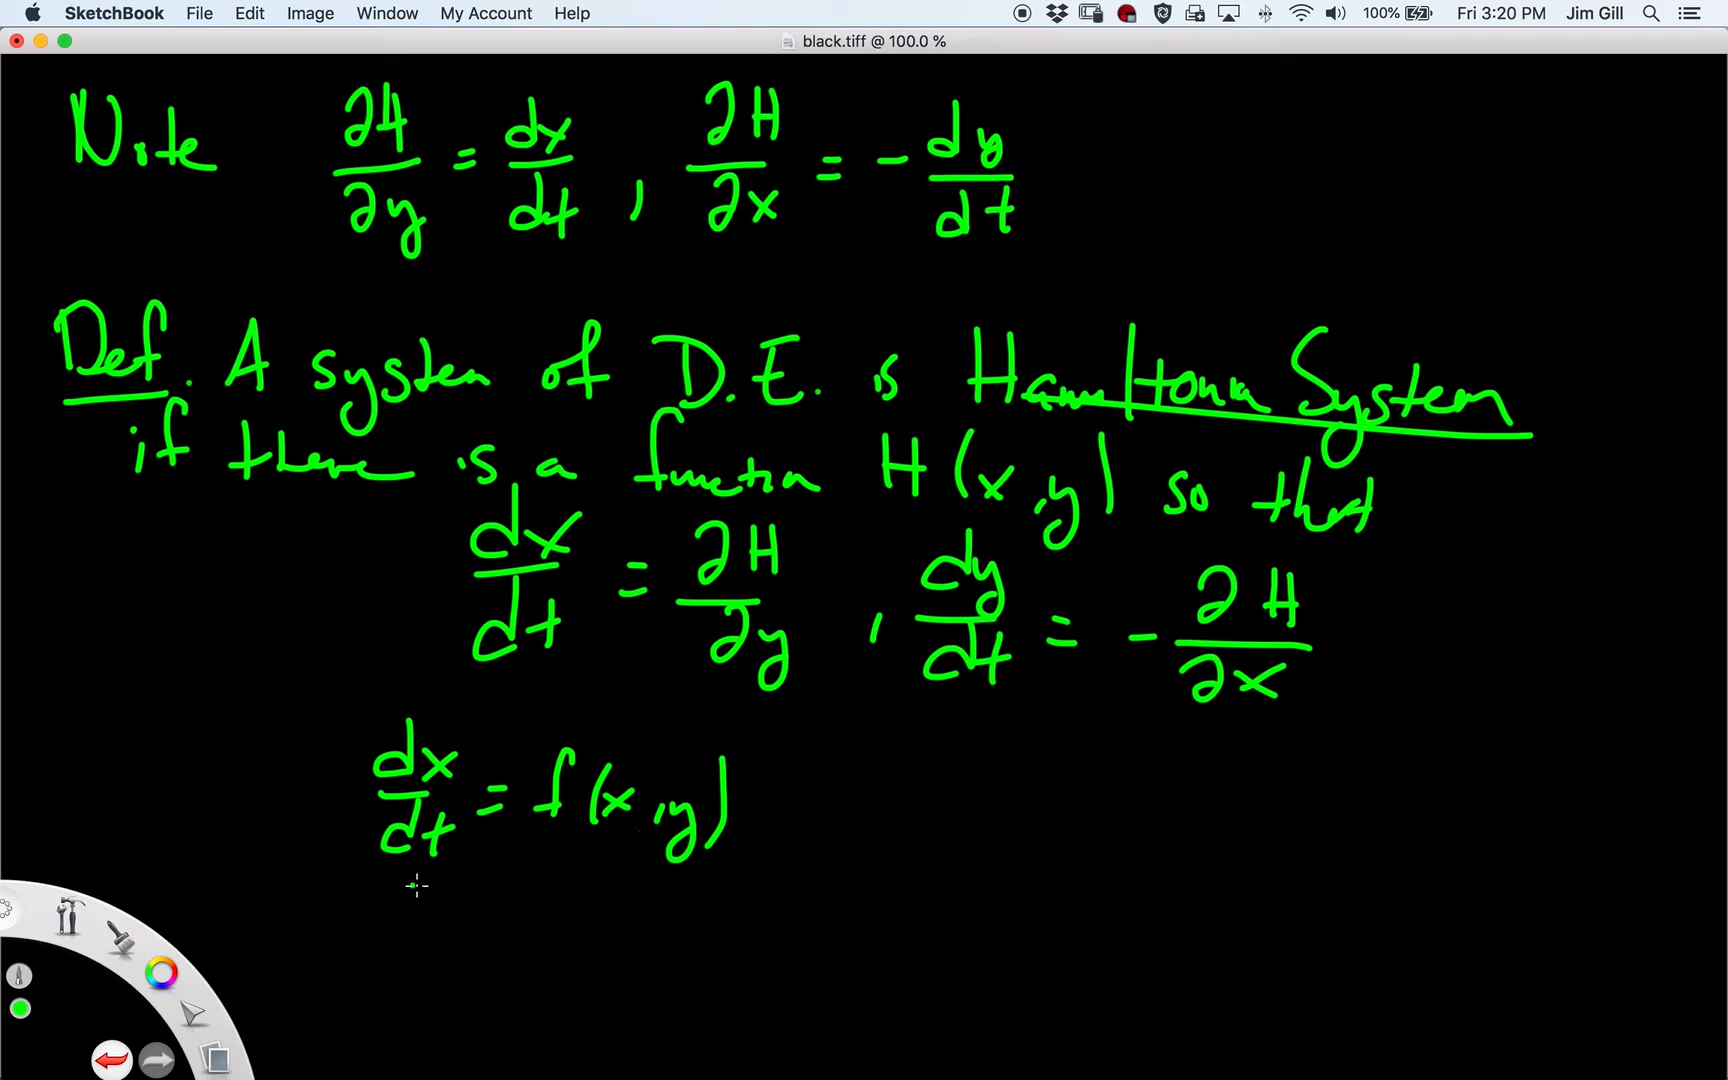 SketchBook File Edit Image Window My Account Help 100% Fri 3:20 PM Jim Gill
black.tiff @ 100.0 %
Note ∂H/∂y = dx/dt , ∂H/∂x = - dy/dt
Def. A system of D.E. is Hamiltonian System
if there is a function H(x,y) so that
dx/dt = ∂H/∂y , dy/dt = - ∂H/∂x
dx/dt = f(x,y)